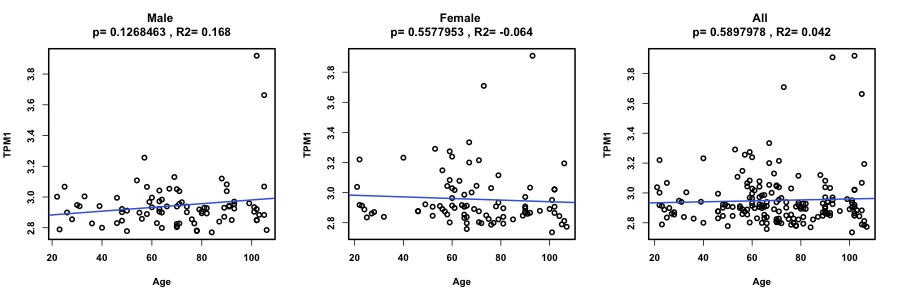 Male
p= 0.1268463 , R2= 0.168
TPM1
3.8
3.6
3.4
3.2
3.0
2.8
20 40 60 80 100
Age
Female
p= 0.5577953 , R2= -0.064
TPM1
3.8
3.6
3.4
3.2
3.0
2.8
20 40 60 80 100
Age
All
p= 0.5897978 , R2= 0.042
TPM1
3.8
3.6
3.4
3.2
3.0
2.8
20 40 60 80 100
Age